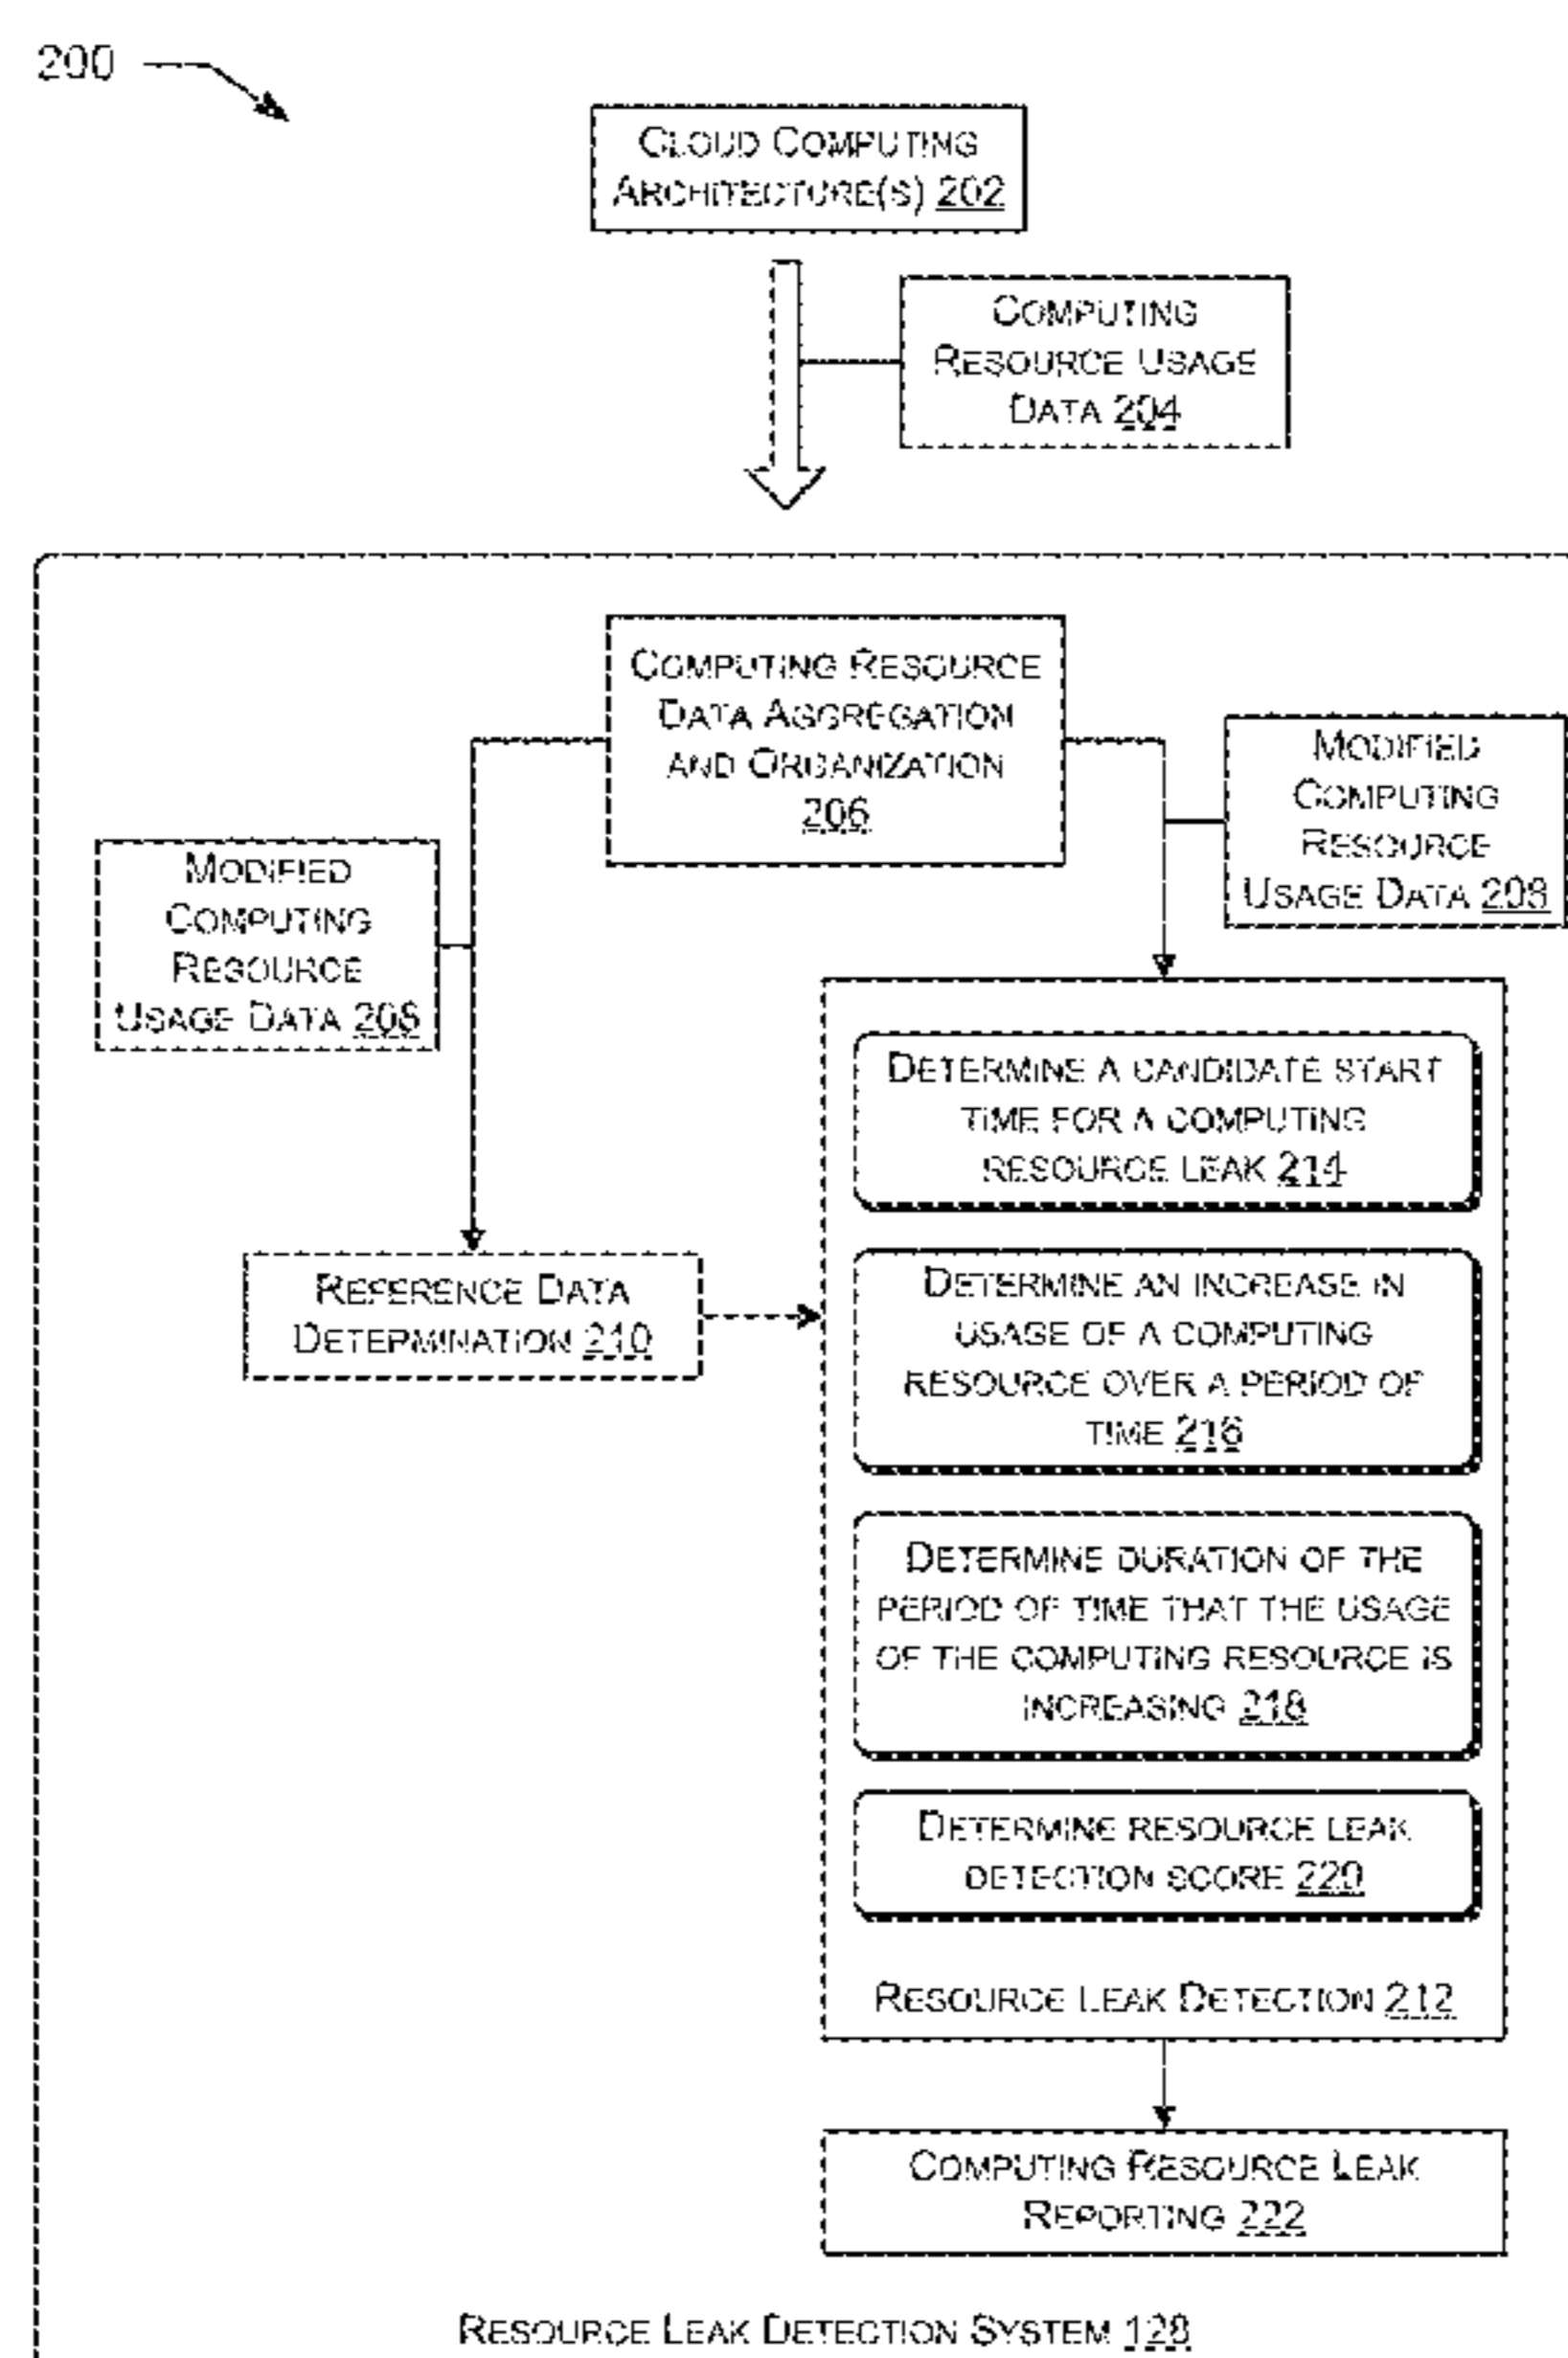 200
CLOUD COMPUTING
ARCHITECTURE(S) 202
COMPUTING
RESOURCE USAGE
DATA 204
COMPUTING RESOURCE
DATA AGGREGATION
AND ORGANIZATION
206
MODIFIED
COMPUTING
RESOURCE
USAGE DATA 208
MODIFIED
COMPUTING
RESOURCE
USAGE DATA 208
DETERMINE A CANDIDATE START
TIME FOR A COMPUTING
RESOURCE LEAK 214
REFERENCE DATA
DETERMINATION 210
DETERMINE AN INCREASE IN
USAGE OF A COMPUTING
RESOURCE OVER A PERIOD OF
TIME 216
DETERMINE DURATION OF THE
PERIOD OF TIME THAT THE USAGE
OF THE COMPUTING RESOURCE IS
INCREASING 218
DETERMINE RESOURCE LEAK
DETECTION SCORE 220
RESOURCE LEAK DETECTION 212
COMPUTING RESOURCE LEAK
REPORTING 222
RESOURCE LEAK DETECTION SYSTEM 128